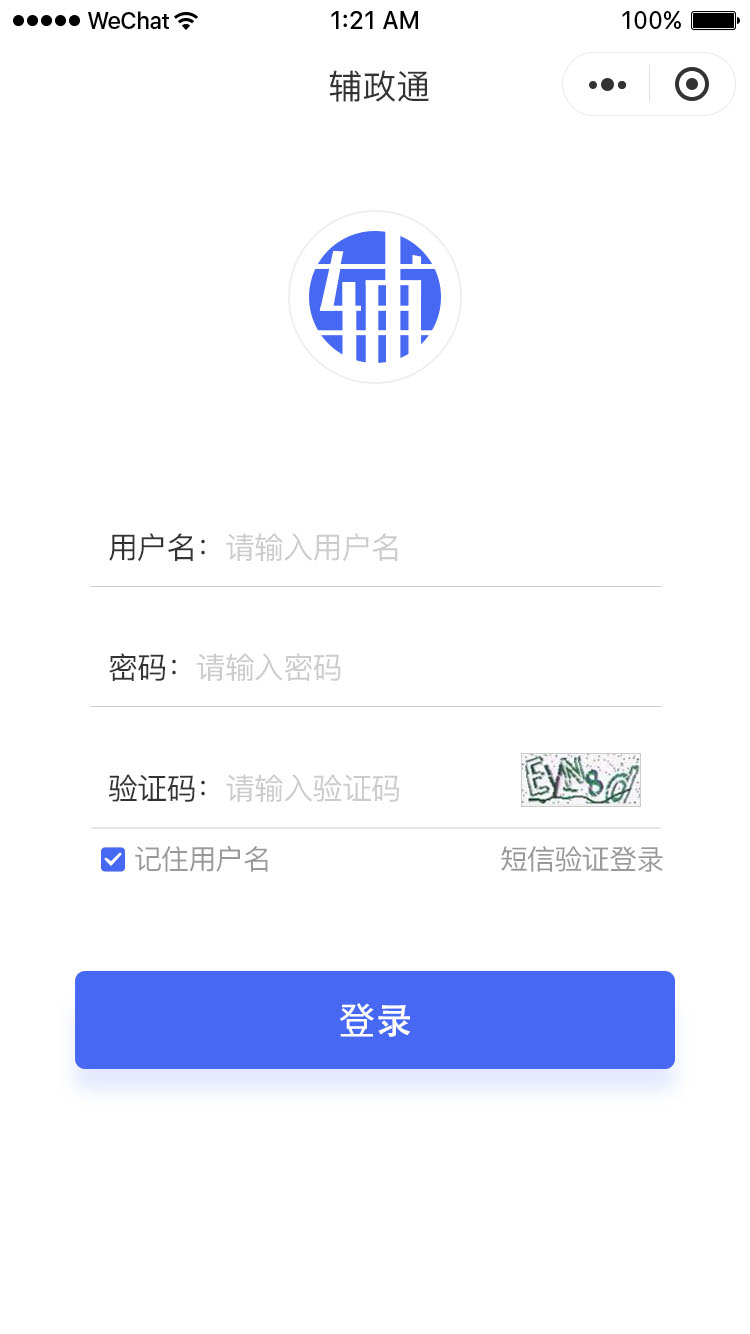 WeChat 1:21 AM 100%
辅政通
辅
用户名： 请输入用户名
密码： 请输入密码
验证码： 请输入验证码
记住用户名 短信验证登录
登录